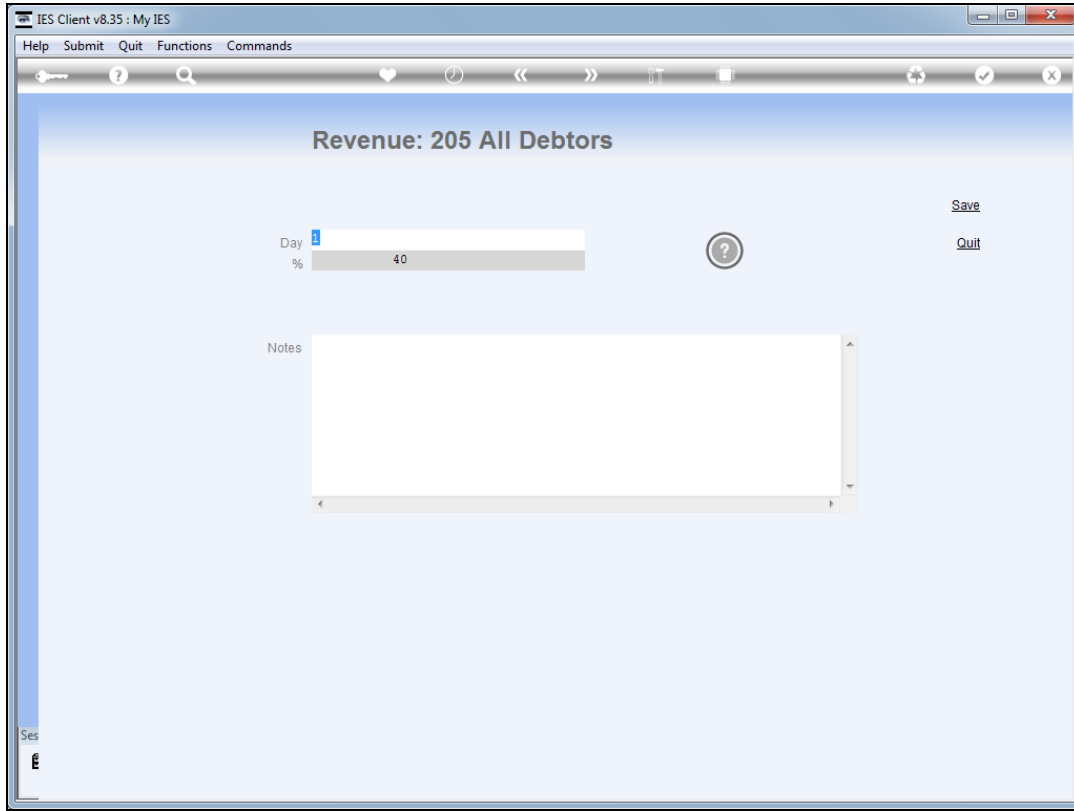 IES Client v8.35 : My IES
Help Submit Quit Functions Commands
Revenue: 205 All Debtors
Save
Day 1
Quit
% 40
Notes
Ses